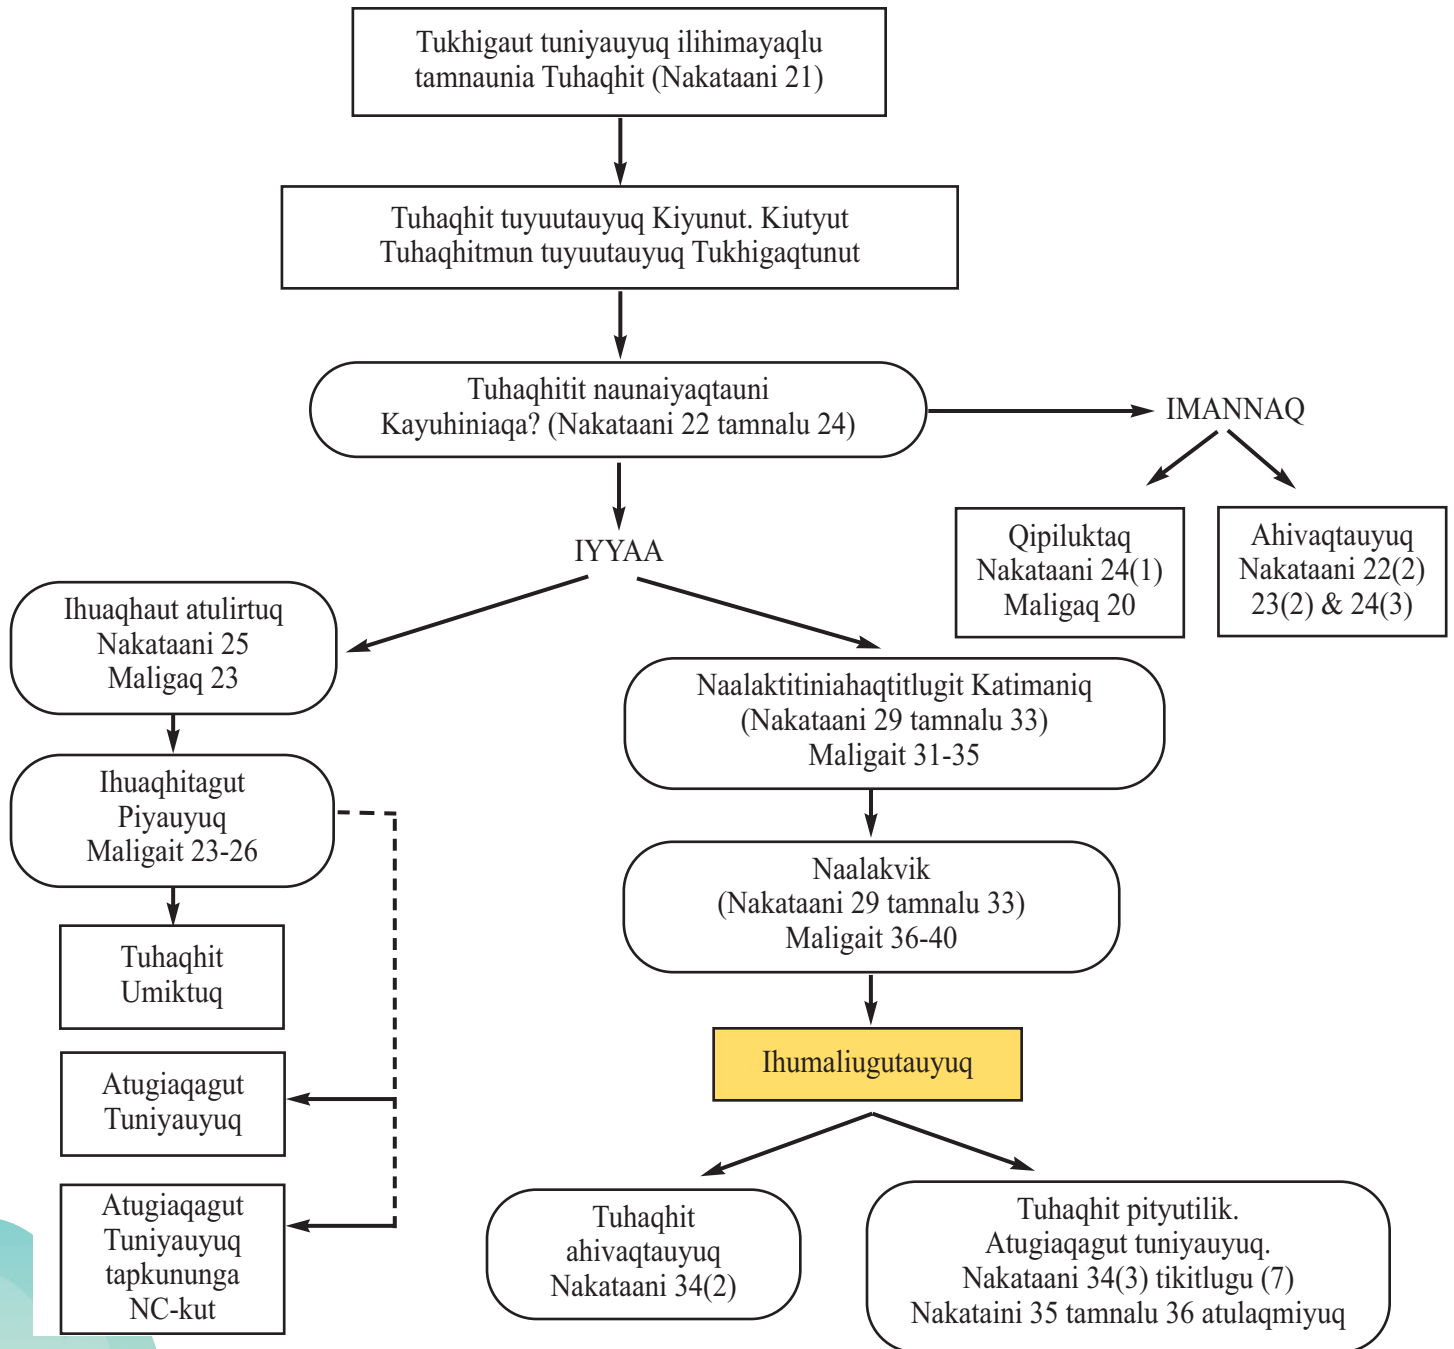 Tukhigaut tuniyauyuq ilihimayaqlu
tamnaunia Tuhaqhit (Nakataani 21)
Tuhaqhit tuyuutauyuq Kiyunut. Kiutyut
Tuhaqhitmun tuyuutauyuq Tukhigaqtunut
Tuhaqhitit naunaiyaqtauni
Kayuhiniaqa? (Nakataani 22 tamnalu 24)
IMANNAQ
Qipiluktaq
Nakataani 24(1)
Maligaq 20
Ahivaqtauyuq
Nakataani 22(2)
23(2) & 24(3)
IYYAA
Ihuaqhaut atulirtuq
Nakataani 25
Maligaq 23
Ihuaqhitagut
Piyauyuq
Maligait 23-26
Tuhaqhit
Umiktuq
Atugiaqagut
Tuniyauyuq
Atugiaqagut
Tuniyauyuq
tapkununga
NC-kut
Naalaktitiniahaqtitlugit Katimaniq
(Nakataani 29 tamnalu 33)
Maligait 31-35
Naalakvik
(Nakataani 29 tamnalu 33)
Maligait 36-40
Ihumaliugutauyuq
Tuhaqhit
ahivaqtauyuq
Nakataani 34(2)
Tuhaqhit pityutilik.
Atugiaqagut tuniyauyuq.
Nakataani 34(3) tikitlugu (7)
Nakataini 35 tamnalu 36 atulaqmiyuq